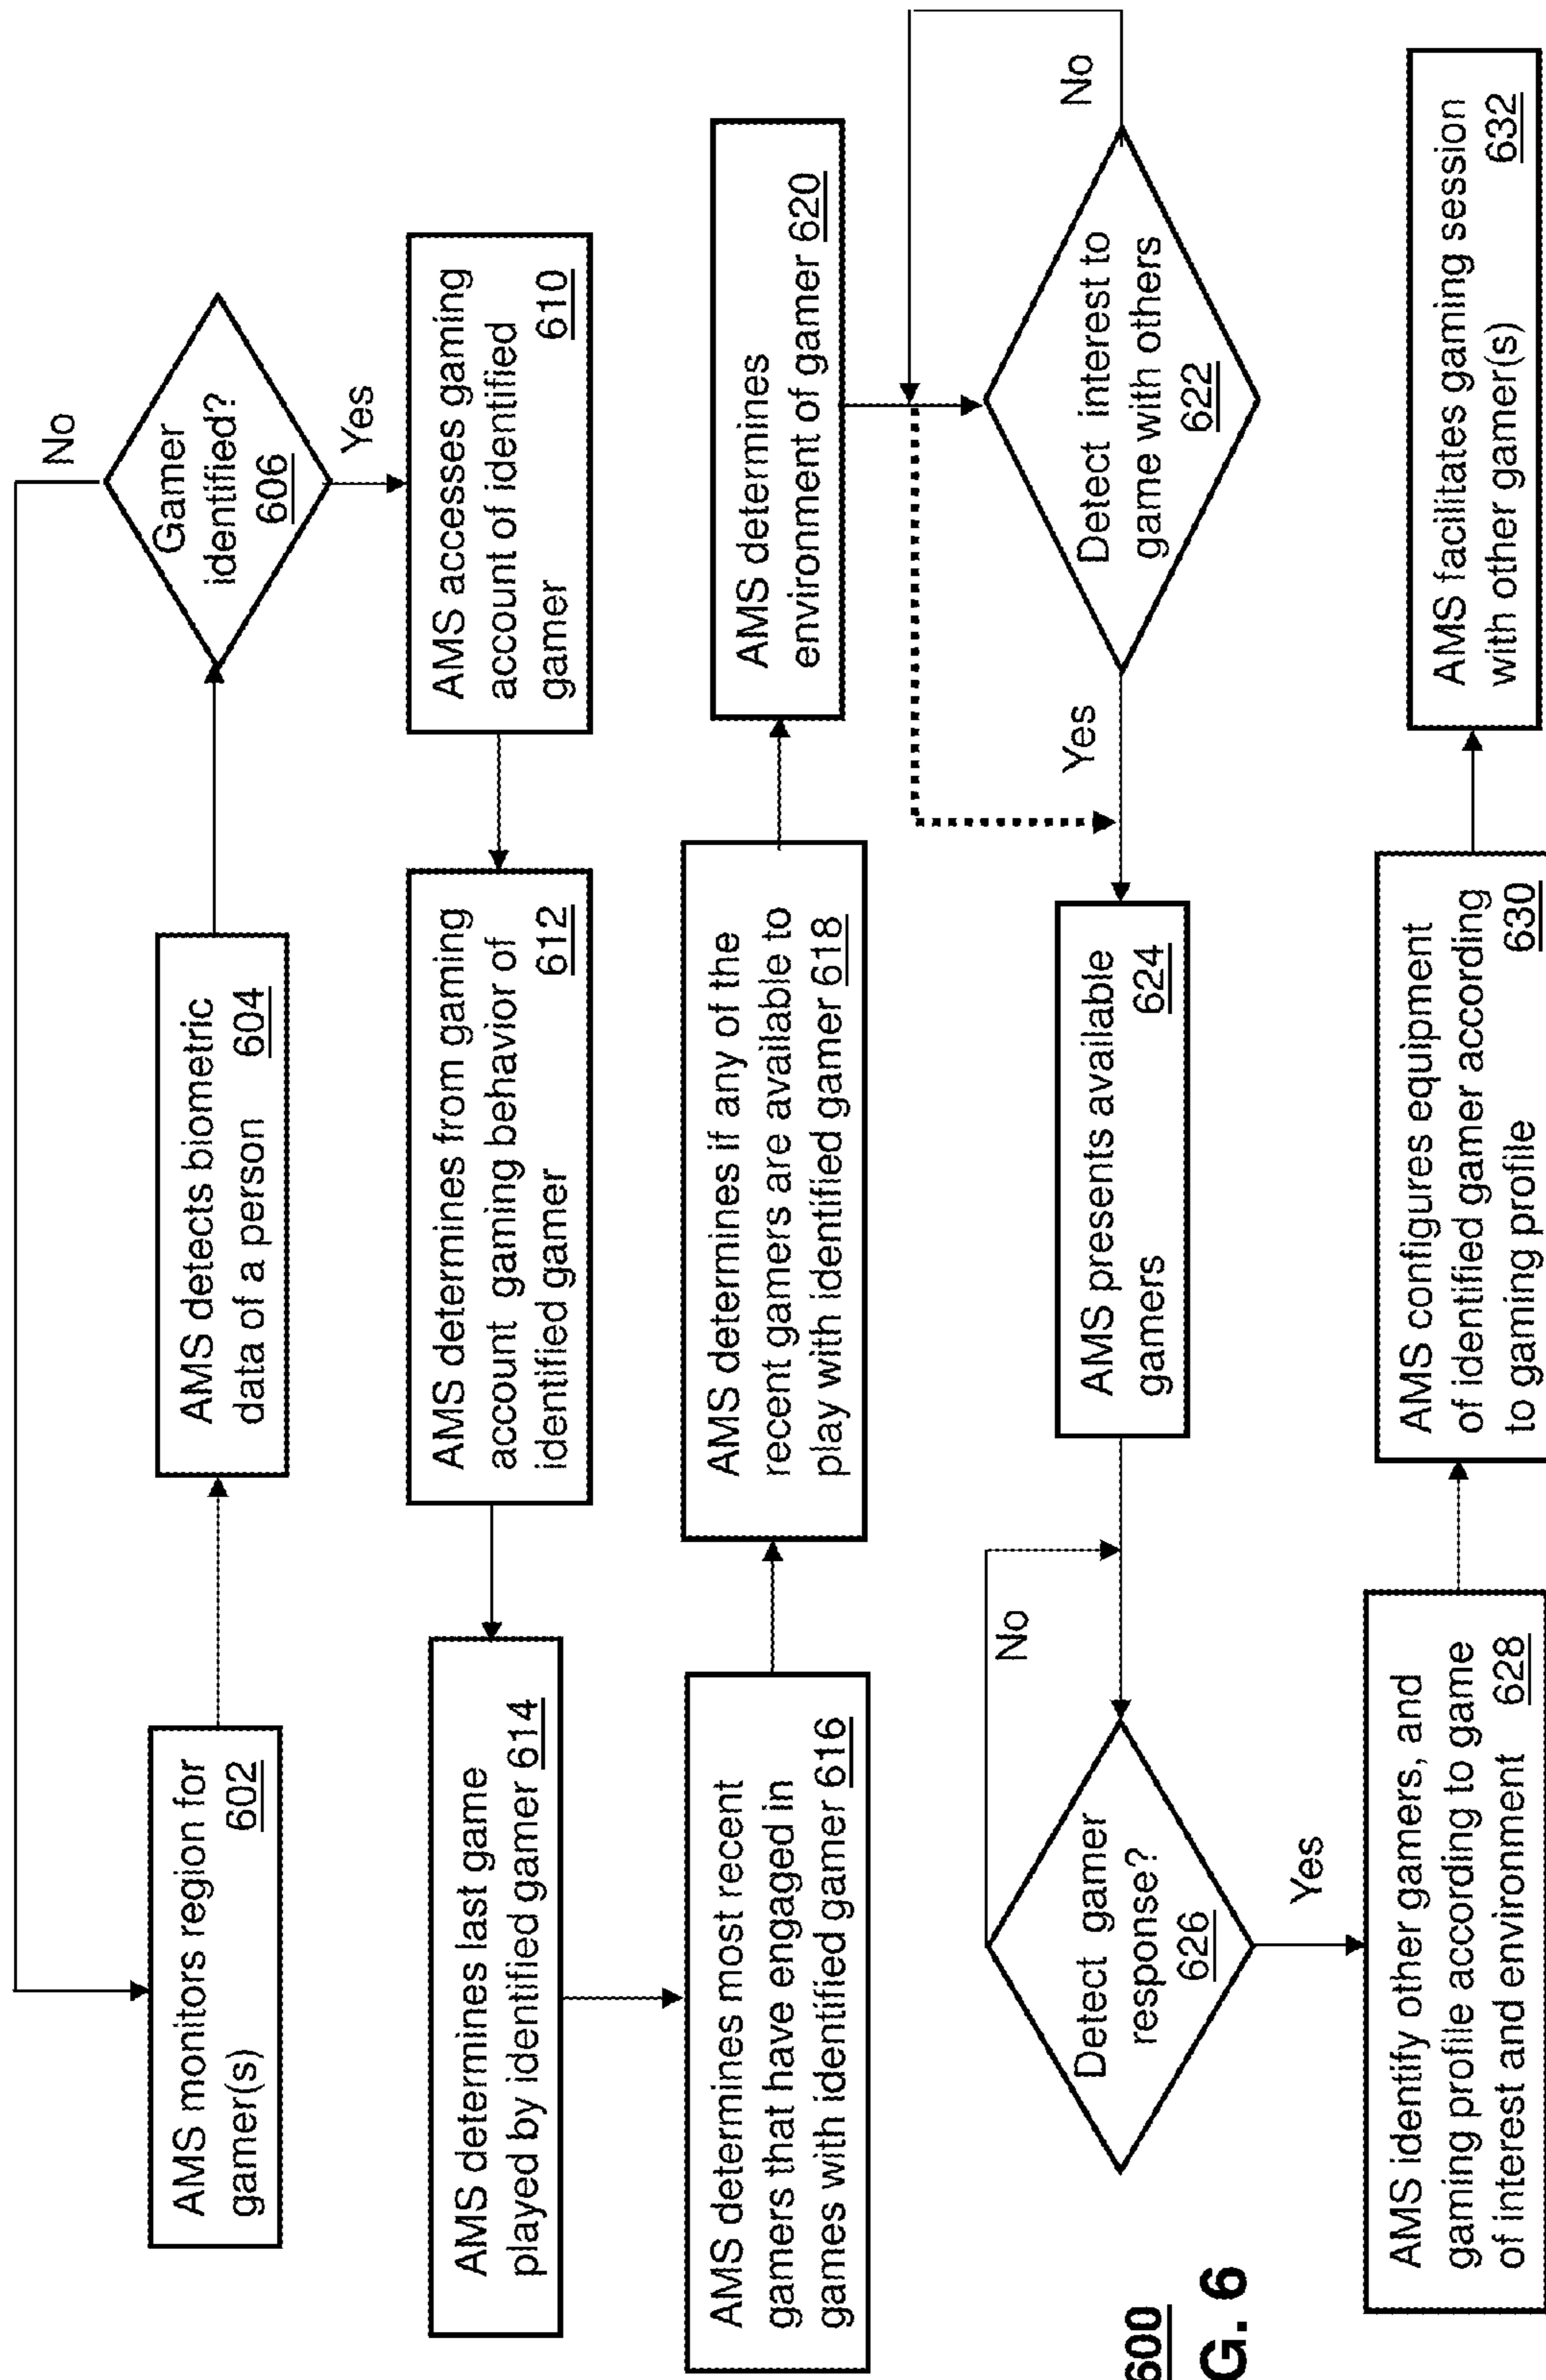 No
AMS monitors region for
gamer(s) 602
AMS detects biometric
data of a person 604
Gamer
identified?
606
Yes
AMS accesses gaming
account of identified
gamer 610
AMS determines from gaming
account gaming behavior of
identified gamer 612
AMS determines last game
played by identified gamer 614
AMS determines most recent
gamers that have engaged in
games with identified gamer 616
AMS determines if any of the
recent gamers are available to
play with identified gamer 618
AMS determines
environment of gamer 620
No
Detect interest to
game with others
622
Yes
AMS presents available
gamers 624
No
Detect gamer
response?
626
Yes
AMS identify other gamers, and
gaming profile according to game
of interest and environment 628
AMS configures equipment
of identified gamer according
to gaming profile 630
AMS facilitates gaming session
with other gamer(s) 632
600
G. 6